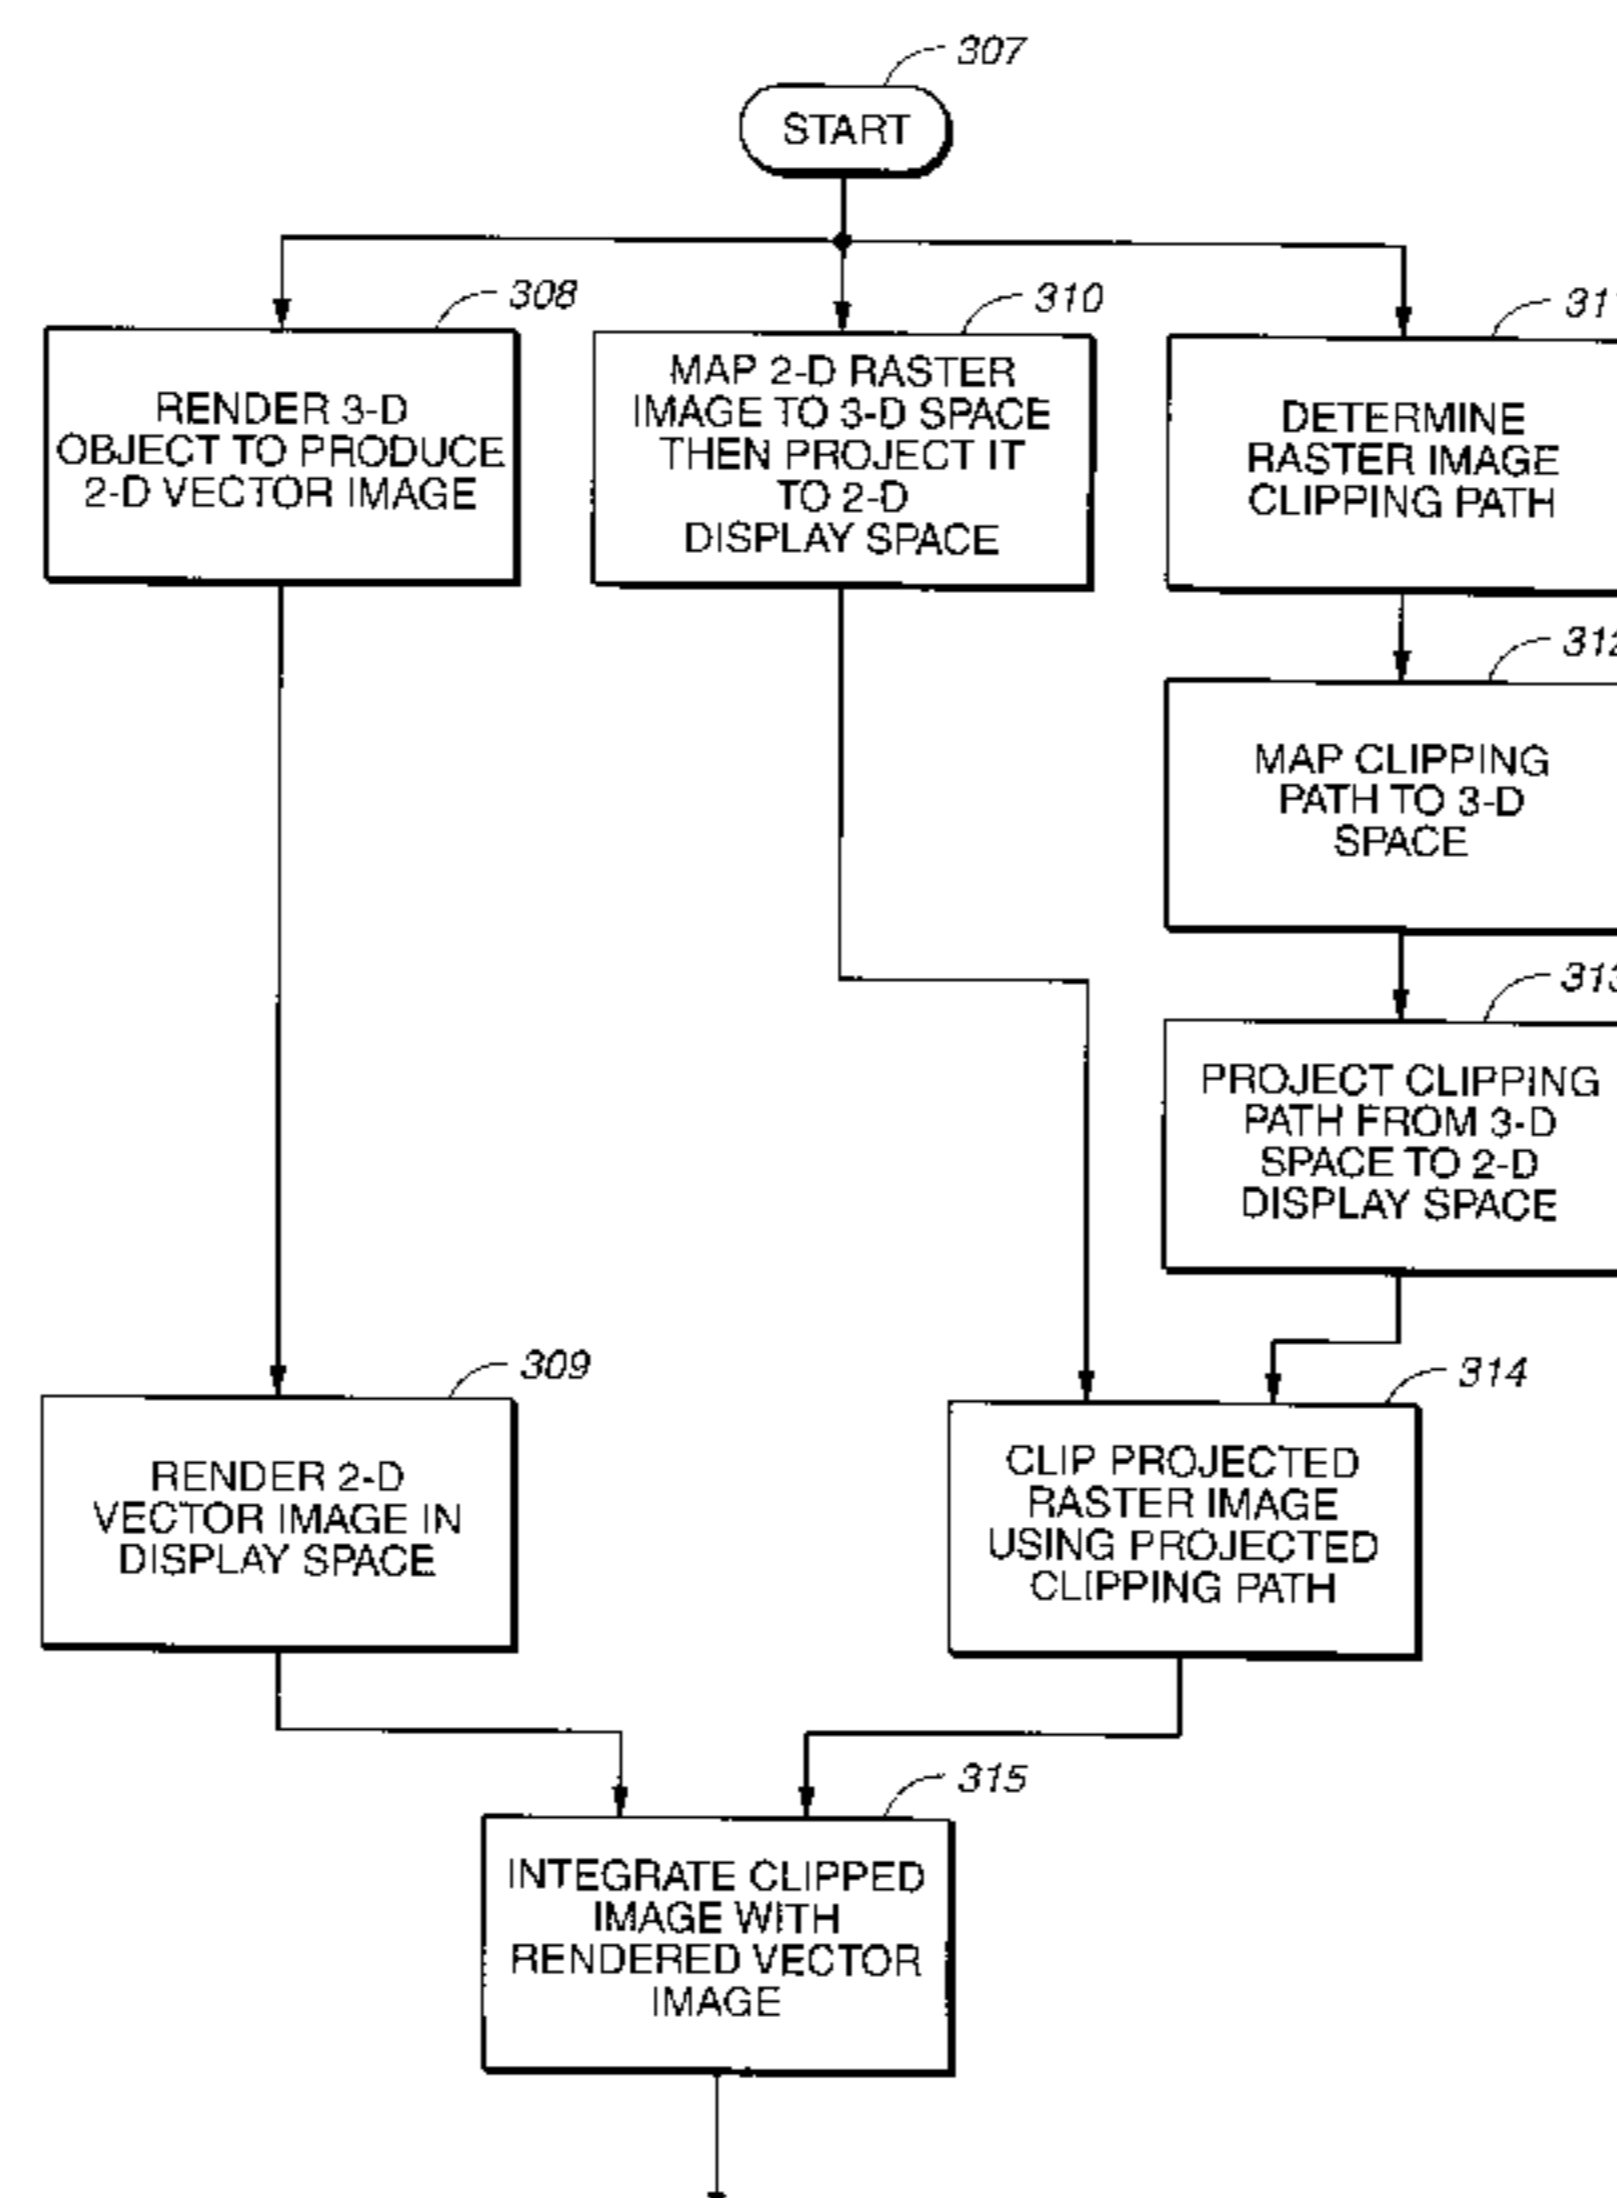 307
START
308
RENDER 3-D
OBJECT TO PRODUCE
2-D VECTOR IMAGE
310
MAP 2-D RASTER
IMAGE TO 3-D SPACE
THEN PROJECT IT
TO 2-D
DISPLAY SPACE
311
DETERMINE
RASTER IMAGE
CLIPPING PATH
312
MAP CLIPPING
PATH TO 3-D
SPACE
313
PROJECT CLIPPING
PATH FROM 3-D
SPACE TO 2-D
DISPLAY SPACE
309
RENDER 2-D
VECTOR IMAGE IN
DISPLAY SPACE
314
CLIP PROJECTED
RASTER IMAGE
USING PROJECTED
CLIPPING PATH
315
INTEGRATE CLIPPED
IMAGE WITH
RENDERED VECTOR
IMAGE